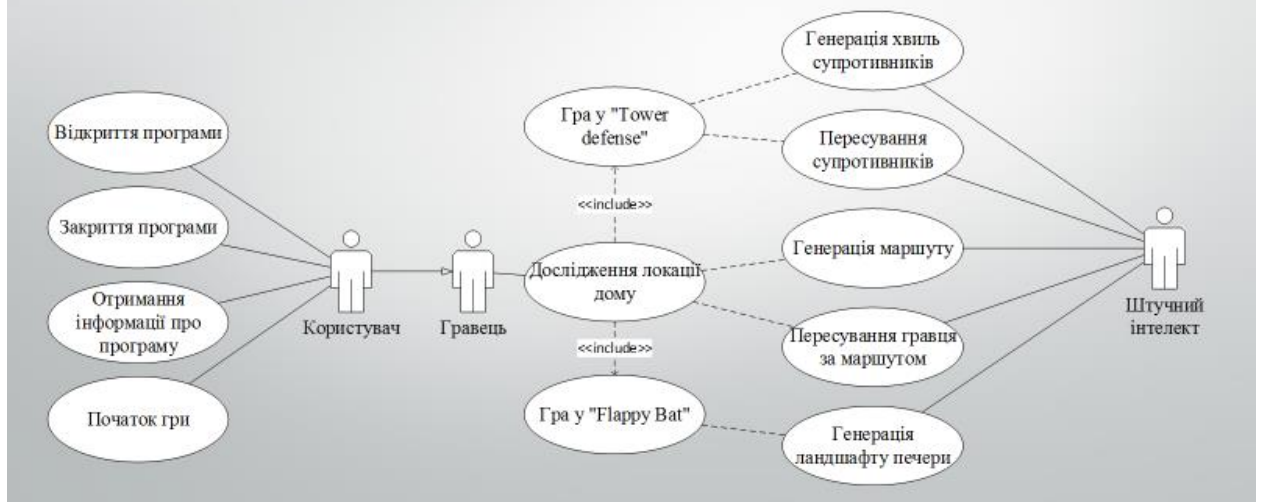 Відкриття програми
Закриття програми
Отримання
інформації про
програму
Початок гри
Користувач
Гравець
Гра у "Tower
defense"
<<include>>
Дослідження локації
дому
<<include>>
Гра у "Flappy Bat"
Генерація хвиль
супротивників
Пересування
супротивників
Генерація маршуту
Пересування гравця
за маршутом
Генерація
ландшафту печери
Штучний
інтелект